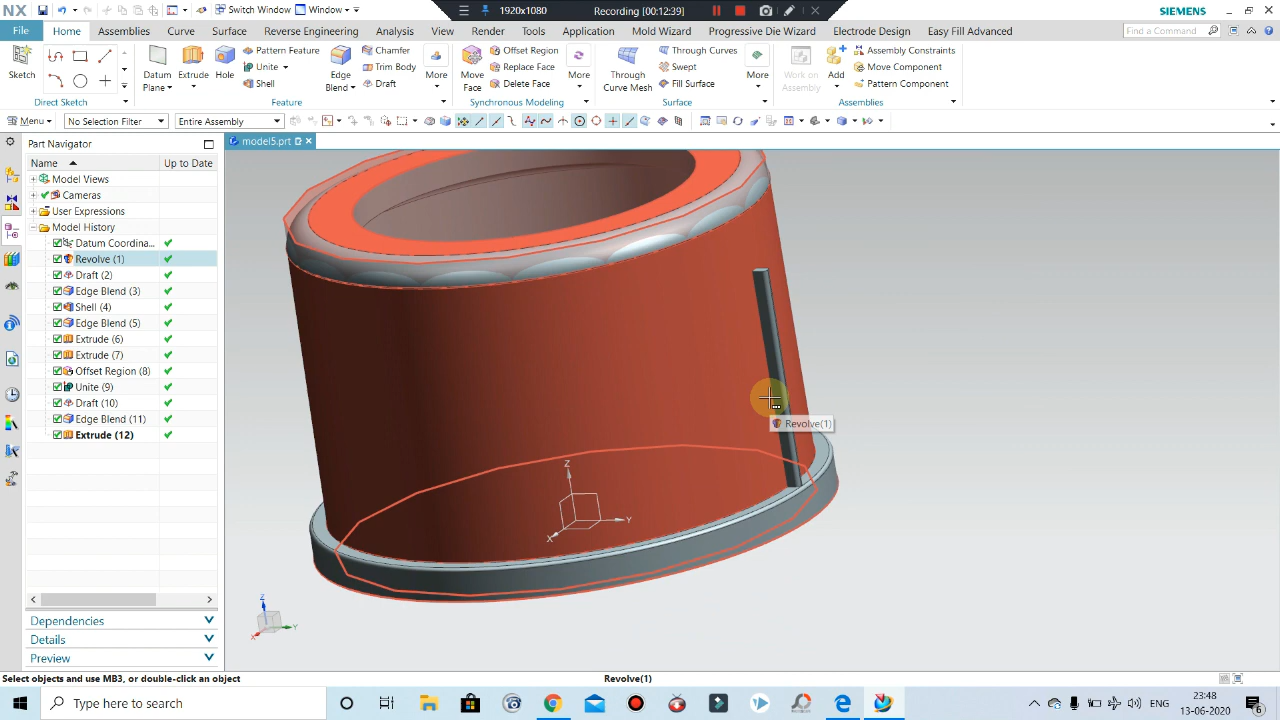 NX Switch Window Window 1920x1080 Recording [00:12:39] SIEMENS
File Home Assemblies Curve Surface Reverse Engineering Analysis View Render Tools Application Mold Wizard Progressive Die Wizard Electrode Design Easy Fill Advanced Find a Command
Sketch
Direct Sketch
Datum Plane
Extrude
Hole
Pattern Feature
Unite
Shell
Edge Blend
Chamfer
Trim Body
Draft
More
Feature
Move Face
Offset Region
Replace Face
Delete Face
More
Synchronous Modeling
Through Curve Mesh
Through Curves
Swept
Fill Surface
More
Surface
Work on Assembly
Add
Assembly Constraints
Move Component
Pattern Component
Assemblies
Menu No Selection Filter Entire Assembly
Part Navigator
model5.prt
Name Up to Date
Model Views
Cameras
User Expressions
Model History
Datum Coordina...
Revolve (1)
Draft (2)
Edge Blend (3)
Shell (4)
Edge Blend (5)
Extrude (6)
Extrude (7)
Offset Region (8)
Unite (9)
Draft (10)
Edge Blend (11)
Extrude (12)
Revolve(1)
Z
Y
X
Z
Y
X
Dependencies
Details
Preview
Select objects and use MB3, or double-click an object Revolve(1)
Type here to search
ENG
23:48
13-06-2020
6